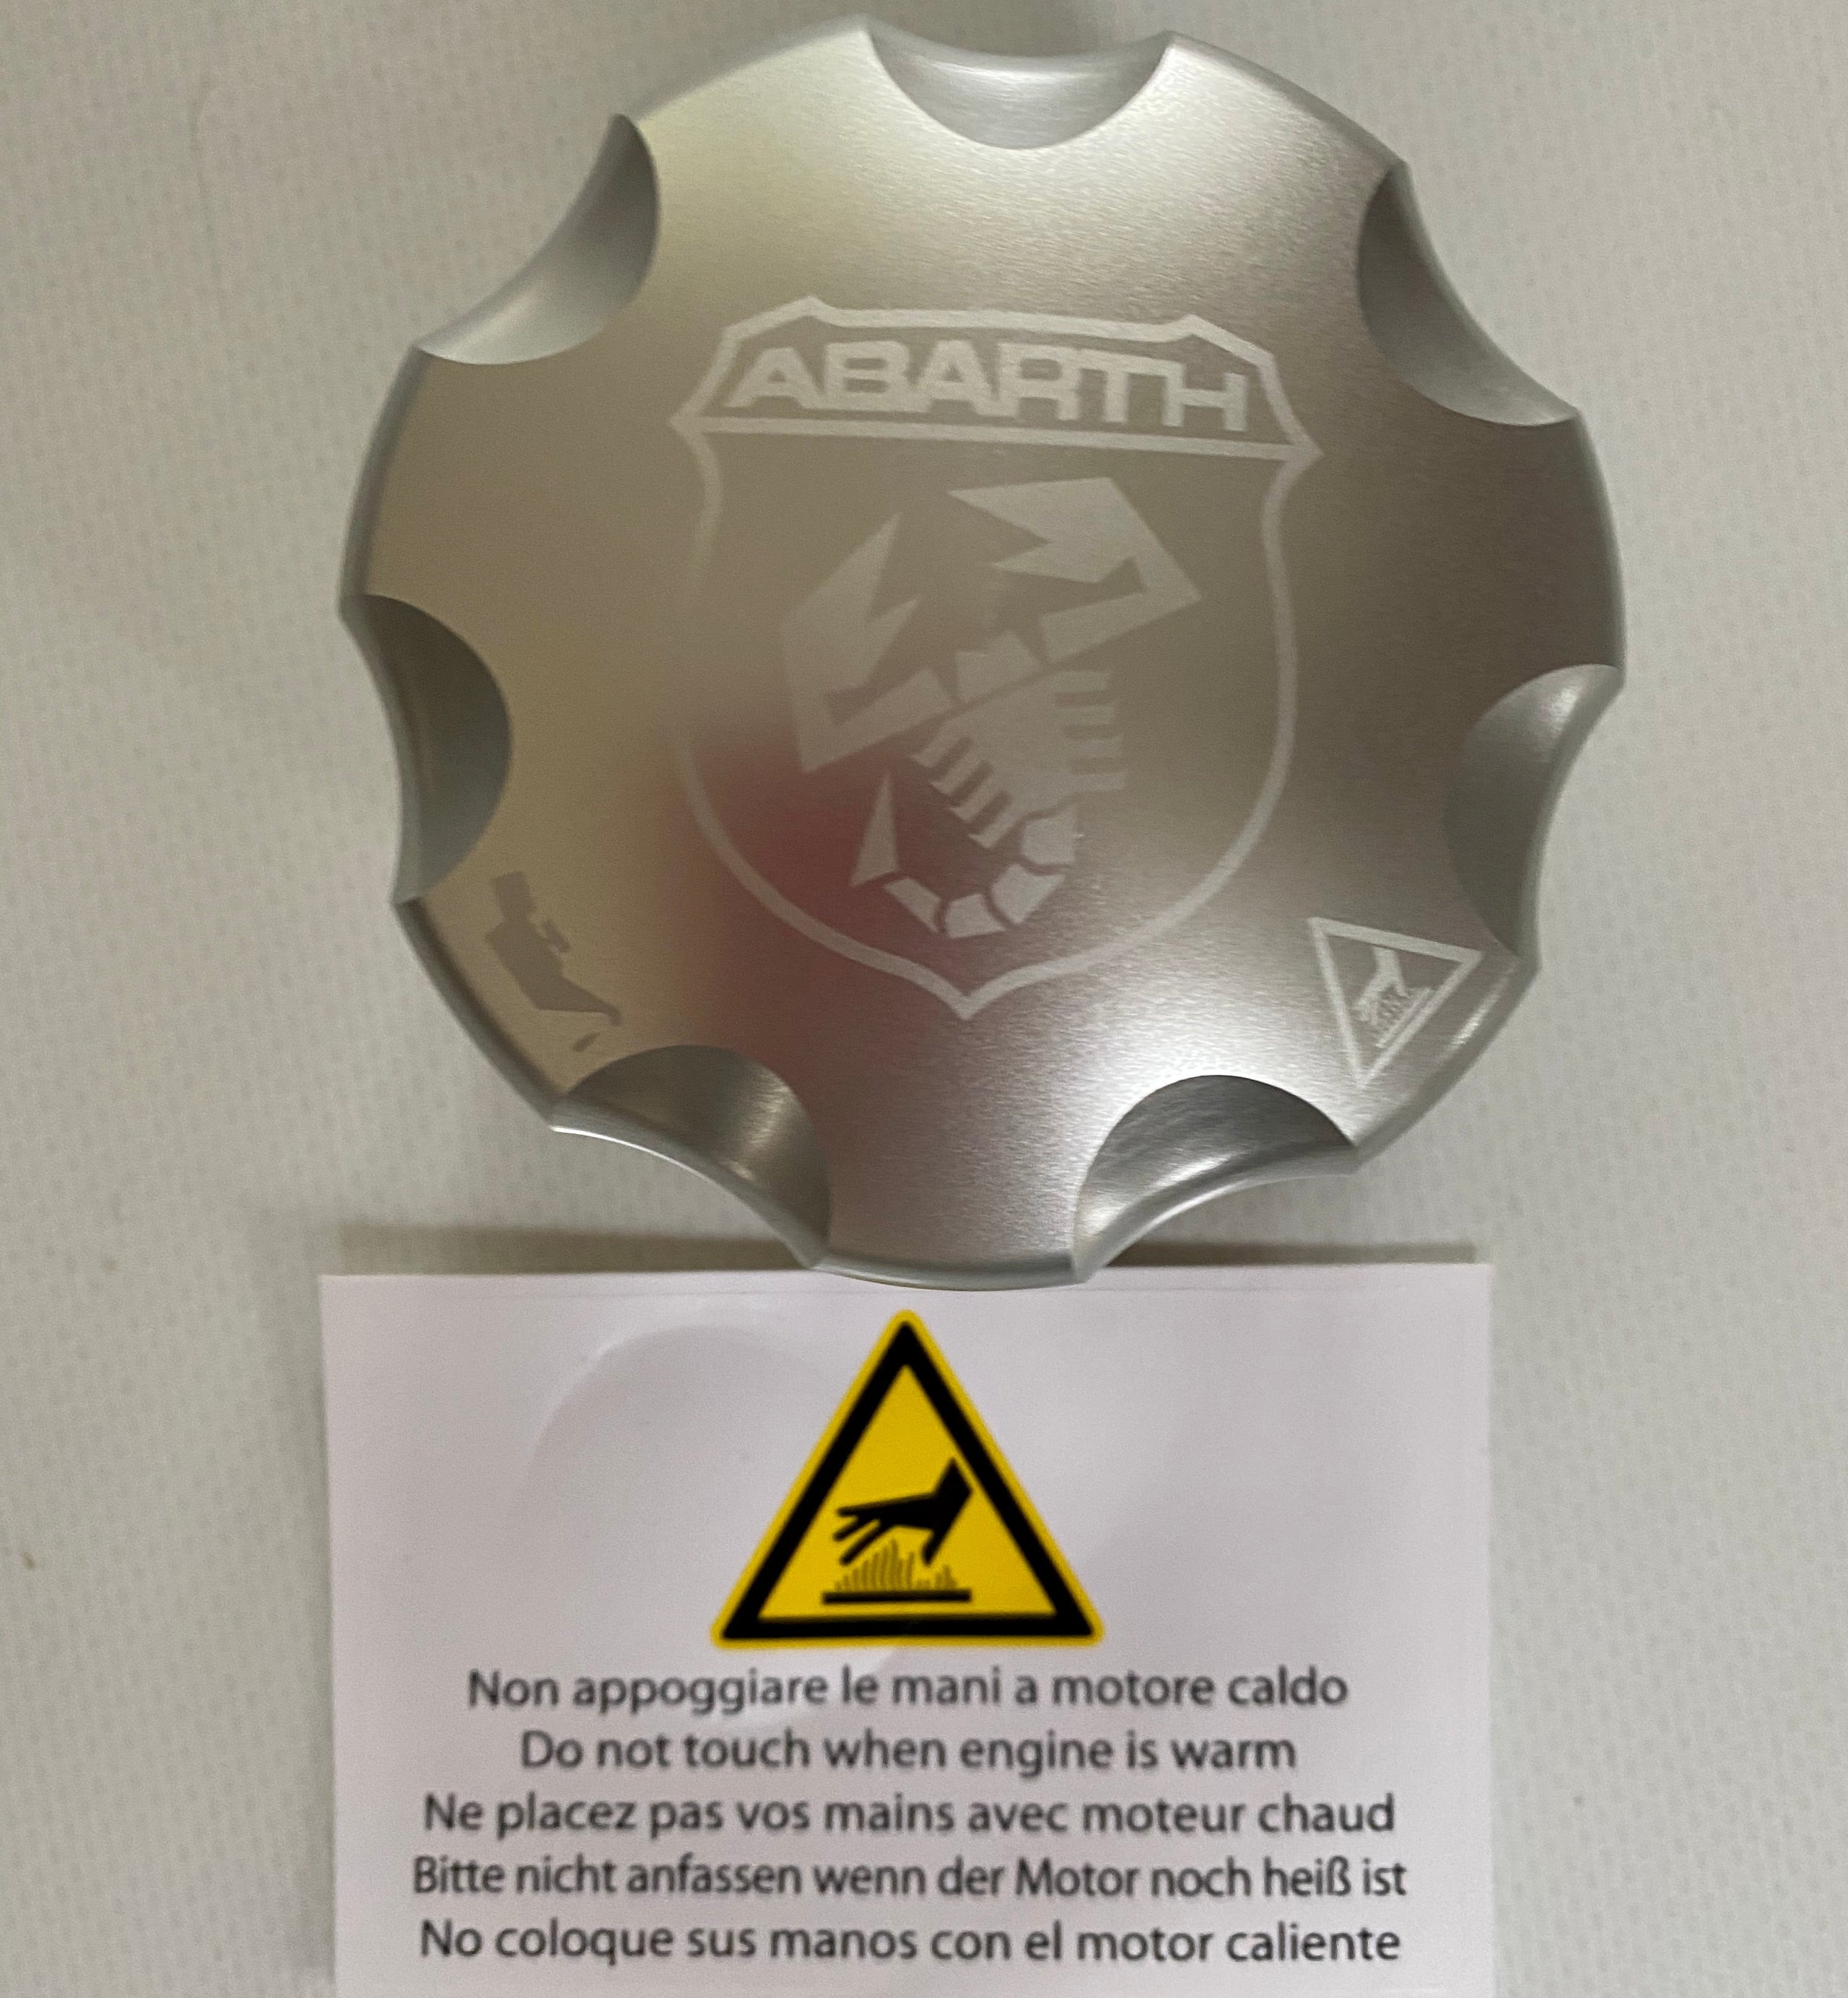 ABARTH
Non appoggiare le mani a motore caldo
Do not touch when engine is warm
Ne placez pas vos mains avec moteur chaud
Bitte nicht anfassen wenn der Motor noch heiß ist
No coloque sus manos con el motor caliente